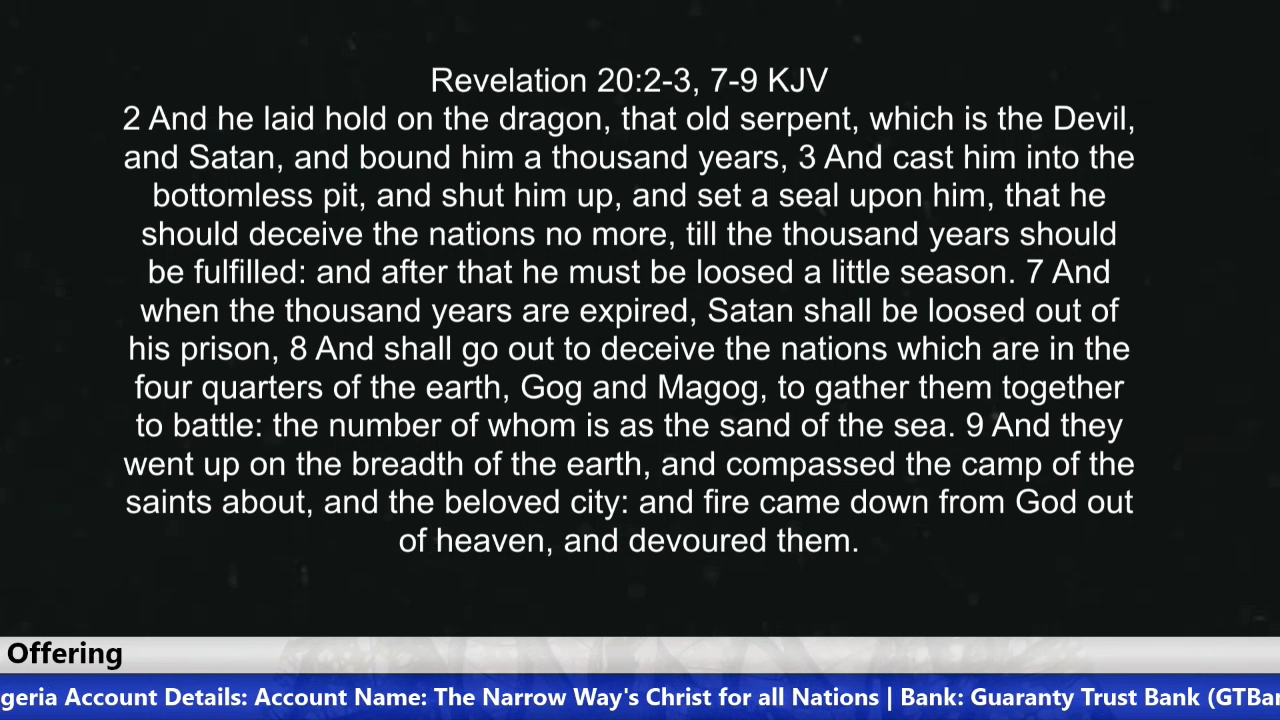 Revelation 20:2-3, 7-9 KJV
2 And he laid hold on the dragon, that old serpent, which is the Devil,
and Satan, and bound him a thousand years, 3 And cast him into the
bottomless pit, and shut him up, and set a seal upon him, that he
should deceive the nations no more, till the thousand years should
be fulfilled: and after that he must be loosed a little season. 7 And
when the thousand years are expired, Satan shall be loosed out of
his prison, 8 And shall go out to deceive the nations which are in the
four quarters of the earth, Gog and Magog, to gather them together
to battle: the number of whom is as the sand of the sea. 9 And they
went up on the breadth of the earth, and compassed the camp of the
saints about, and the beloved city: and fire came down from God out
of heaven, and devoured them.
Offering
geria Account Details: Account Name: The Narrow Way's Christ for all Nations | Bank: Guaranty Trust Bank (GTBan